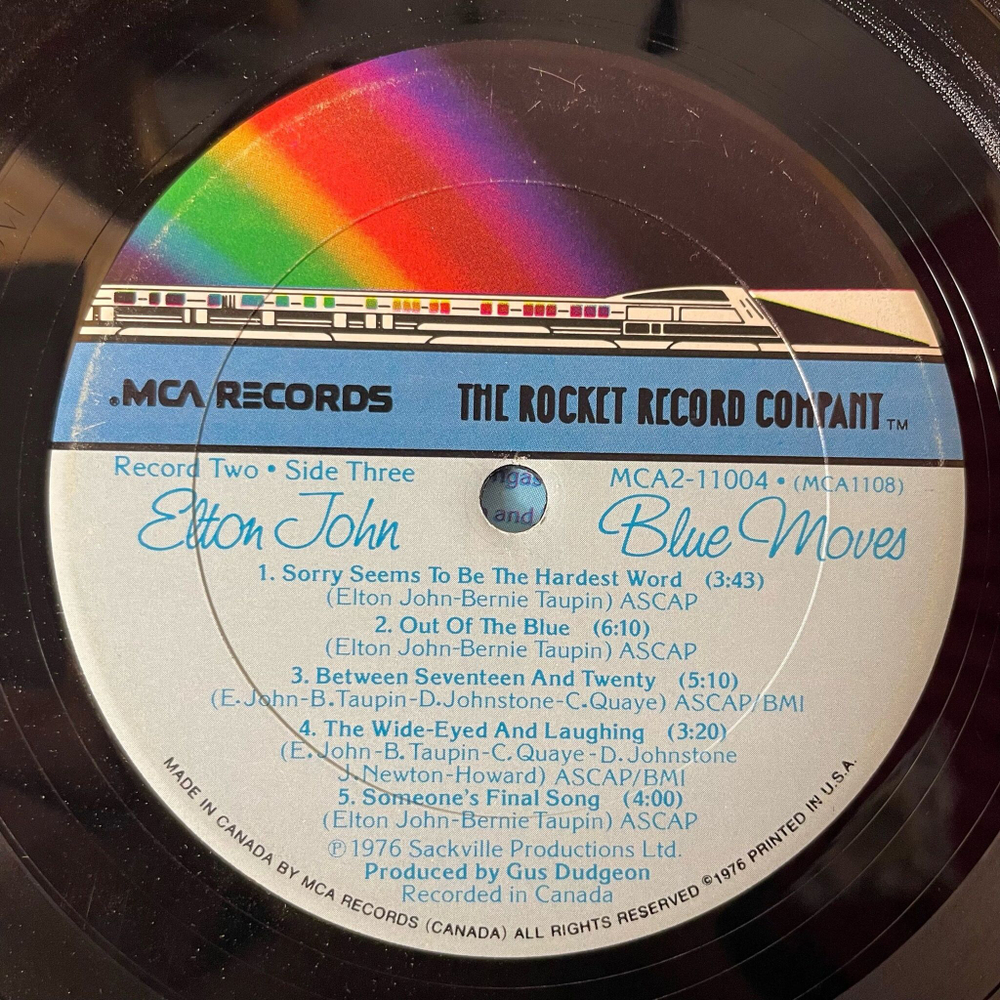 ®MCA RECORDS THE ROCKET RECORD COMPANY™
Record Two • Side Three MCA2-11004 • (MCA1108)
Elton John Blue Moves
1. Sorry Seems To Be The Hardest Word (3:43)
(Elton John-Bernie Taupin) ASCAP
2. Out Of The Blue (6:10)
(Elton John-Bernie Taupin) ASCAP
3. Between Seventeen And Twenty (5:10)
(E. John-B. Taupin-D. Johnstone-C. Quaye) ASCAP/BMI
4. The Wide-Eyed And Laughing (3:20)
(E. John-B. Taupin-C. Quaye-D. Johnstone
J. Newton-Howard) ASCAP/BMI
5. Someone's Final Song (4:00)
(Elton John-Bernie Taupin) ASCAP
℗ 1976 Sackville Productions Ltd.
Produced by Gus Dudgeon
Recorded in Canada
MADE IN CANADA BY MCA RECORDS (CANADA) ALL RIGHTS RESERVED ©1976 PRINTED IN U.S.A.
and